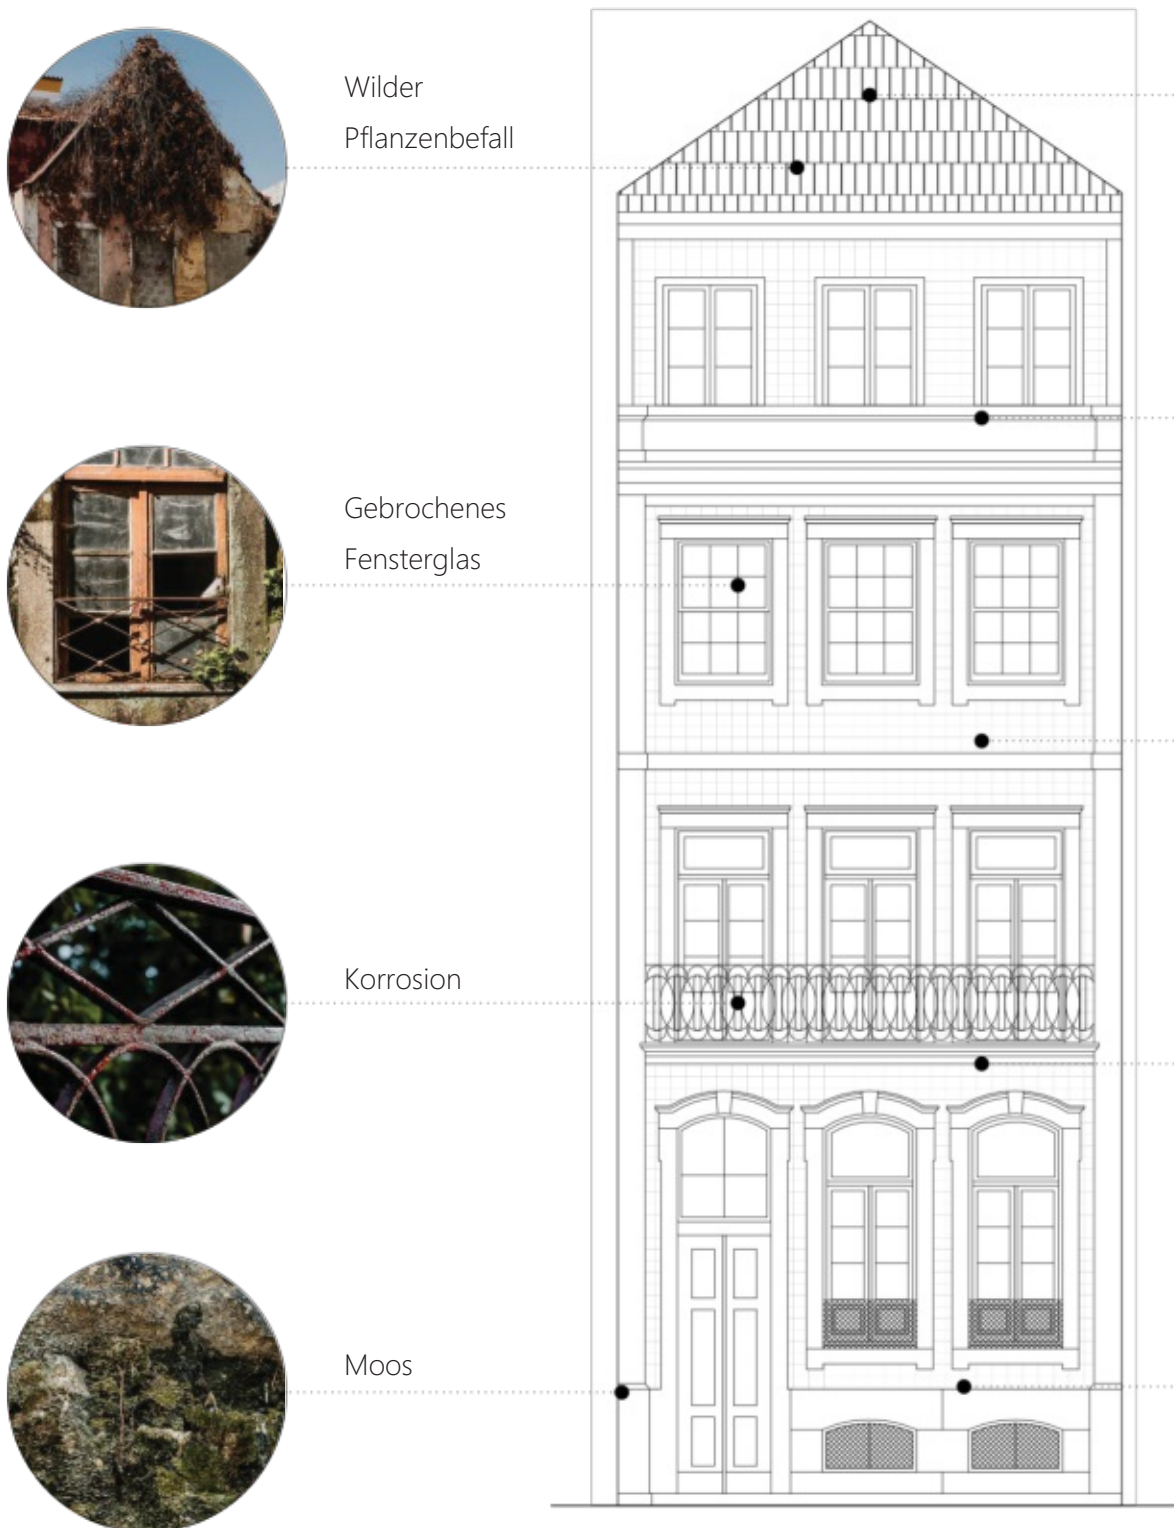 Wilder
Pflanzenbefall
Gebrochenes
Fensterglas
Korrosion
Moos